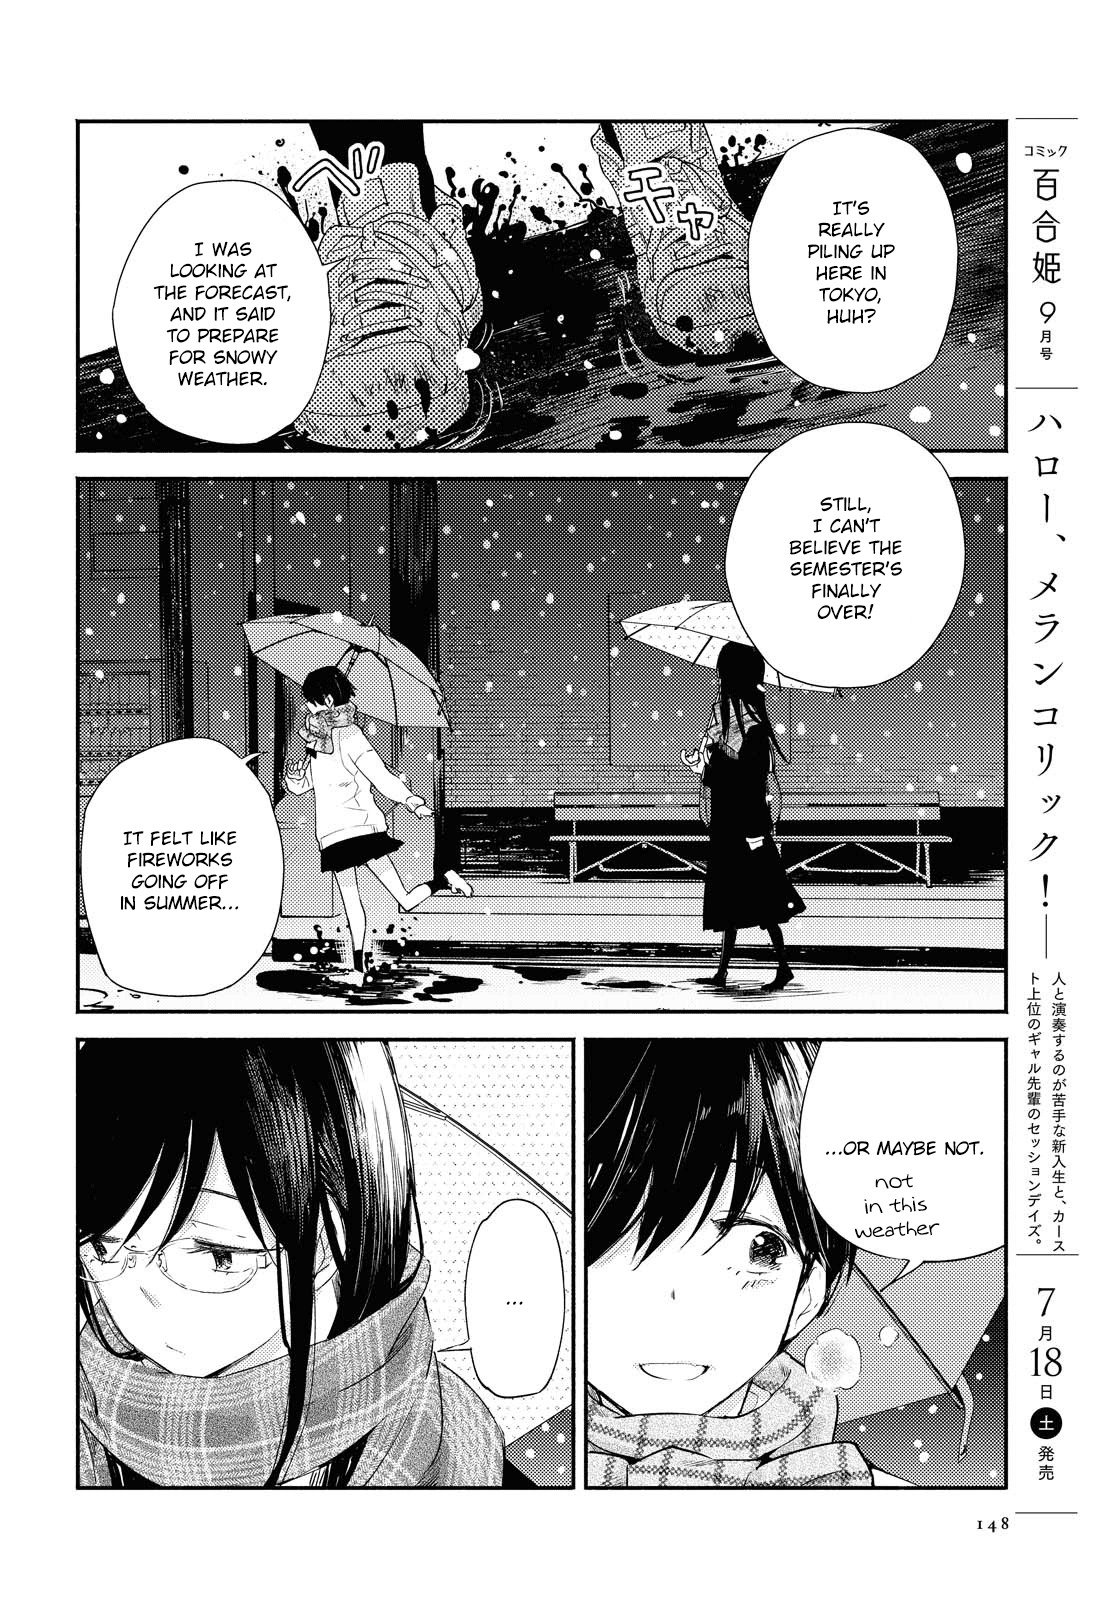 IT'S
REALLY
PILING UP
HERE IN
TOKYO,
HUH?
モャ
ベ゙
I WAS
LOOKING AT
THE FORECAST,
AND IT SAID
TO PREPARE
FOR SNOWY
WEATHER.
STILL,
I CAN'T
BELIEVE THE
SEMESTER'S
FINALLY
OVER!
IT FELT LIKE
FIREWORKS
GOING OFF
IN SUMMER...
...OR MAYBE NOT.
not
in this
weather
...
コミック
百合姫
9月号
ハロー、メランコリック!──
人と演奏するのが苦手な新入生と、カース
ト上位のギャル先輩のセッションデイズ。
7月18日土発売
148